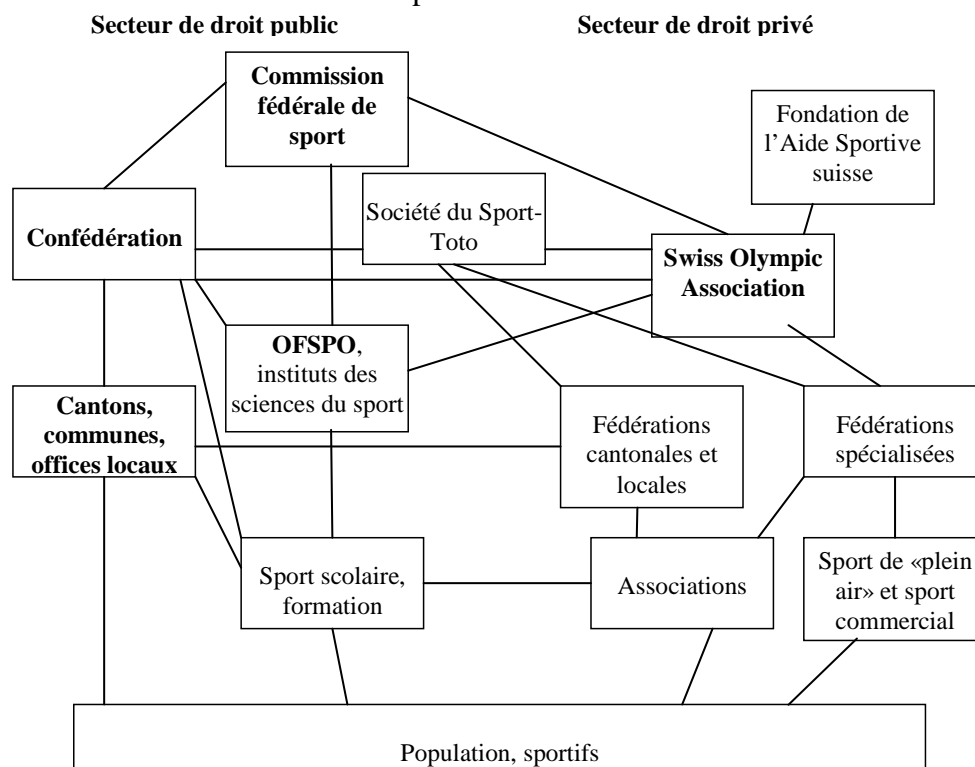 Secteur de droit public
Secteur de droit privé
Commission
fédérale de
sport
Fondation de
l'Aide Sportive
suisse
Société du Sport-
Toto
Confédération
Swiss Olympic
Association
OFSPO,
instituts des
sciences du sport
Cantons,
communes,
offices locaux
Fédérations
cantonales et
locales
Fédérations
spécialisées
Sport scolaire,
formation
Associations
Sport de «plein
air» et sport
commercial
Population, sportifs